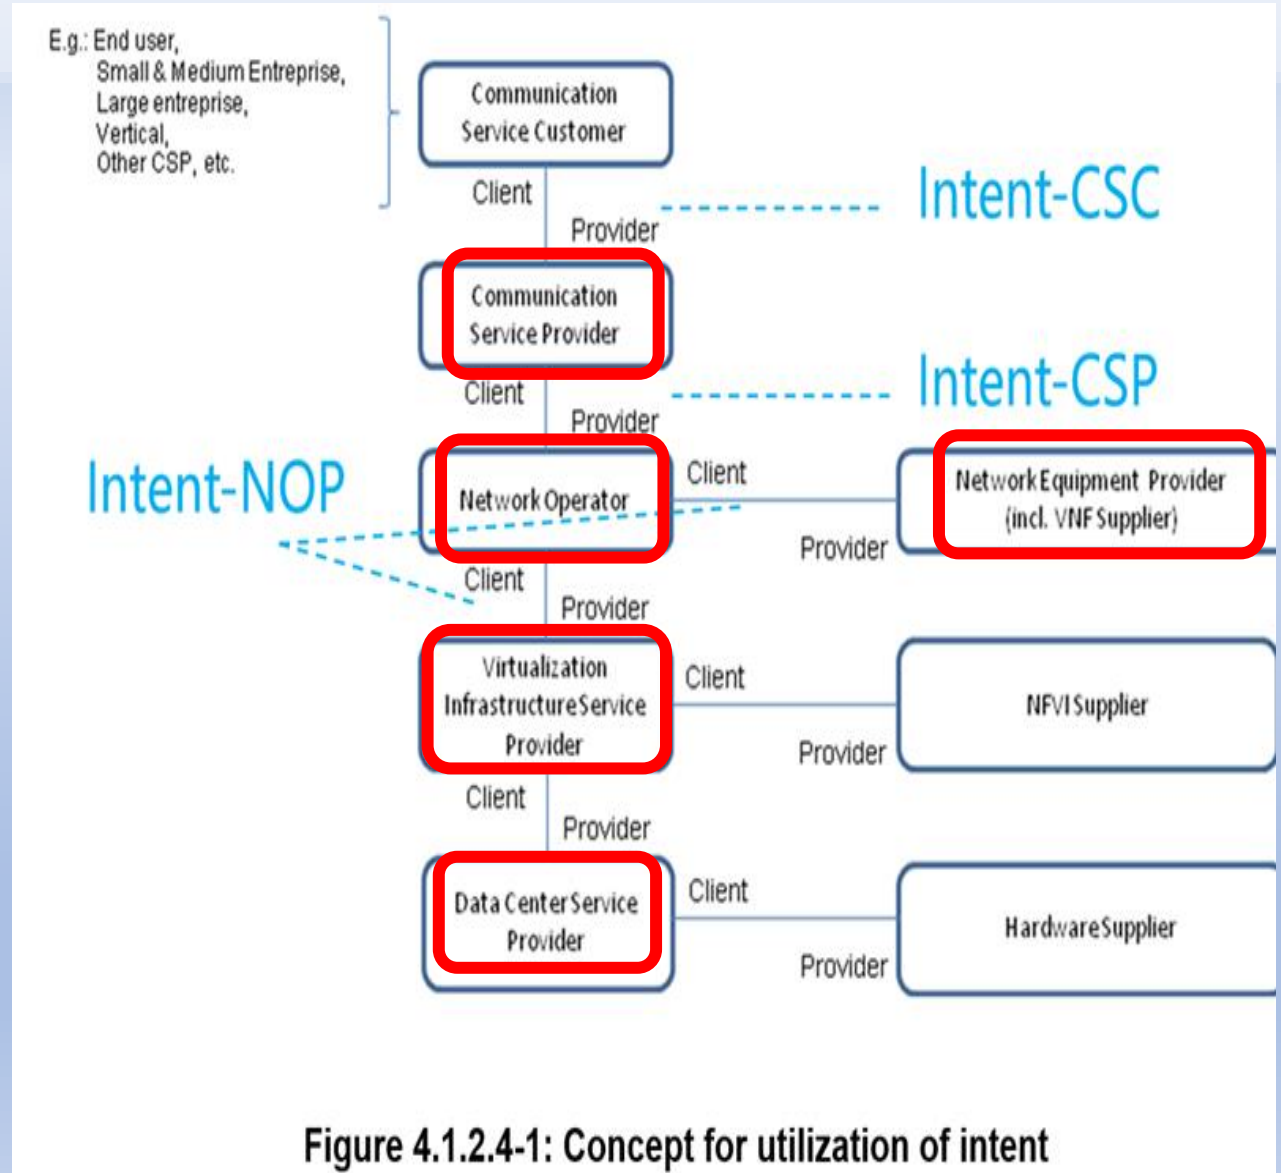 E.g.: End user,
Small & Medium Entreprise,
Large entreprise,
Vertical,
Other CSP, etc.
Communication
Service Customer
Client
Provider
Intent-CSC
Communication
Service Provider
Client
Provider
Intent-CSP
Intent-NOP
Network Operator
Client
Provider
Network Equipment Provider
(incl. VNF Supplier)
Client
Provider
Virtualization
Infrastructure Service
Provider
Client
Provider
NFVI Supplier
Client
Provider
Data Center Service
Provider
Client
Provider
Hardware Supplier
Figure 4.1.2.4-1: Concept for utilization of intent